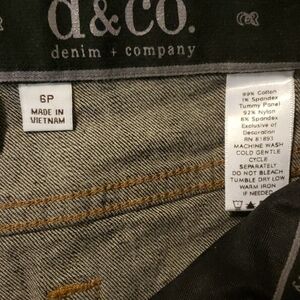 d&co.
denim + company
6P
MADE IN
VIETNAM
99% Cotton
1% Spandex
Tummy Panel
92% Nylon
8% Spandex
Exclusive of
Decoration
RN 81893
MACHINE WASH
COLD GENTLE
CYCLE
SEPARATELY
DO NOT BLEACH
TUMBLE DRY LOW
WARM IRON
IF NEEDED